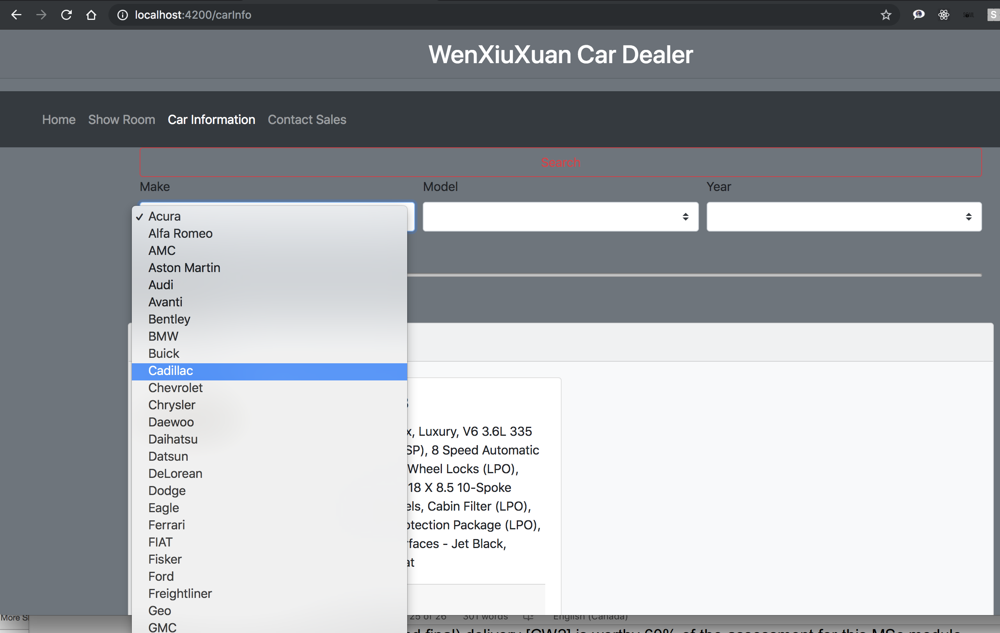 localhost:4200/carInfo
S
WenXiuXuan Car Dealer
Home Show Room Car Information Contact Sales
Search
Make Model Year
✓ Acura
Alfa Romeo
AMC
Aston Martin
Audi
Avanti
Bentley
BMW
Buick
Cadillac
Chevrolet
Chrysler
Daewoo
Daihatsu
Datsun
DeLorean
Dodge
Eagle
Ferrari
FIAT
Fisker
Ford
Freightliner
Geo
GMC
x, Luxury, V6 3.6L 335
SP), 8 Speed Automatic
Wheel Locks (LPO),
18 X 8.5 10-Spoke
els, Cabin Filter (LPO),
otection Package (LPO),
rfaces - Jet Black,
at
More
25 of 26 301 words English (Canada)
final) delivery [CW2] is worthy 60% of the assessment for this MSc module